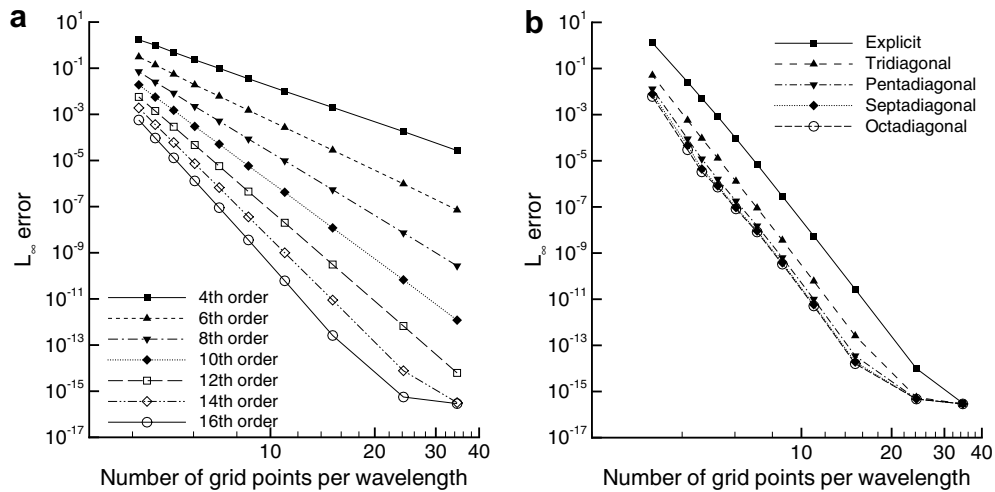 a
L∞ error
10^1
10^-1
10^-3
10^-5
10^-7
10^-9
10^-11
10^-13
10^-15
10^-17
4th order
6th order
8th order
10th order
12th order
14th order
16th order
10 20 30 40
Number of grid points per wavelength
b
L∞ error
10^1
10^-1
10^-3
10^-5
10^-7
10^-9
10^-11
10^-13
10^-15
10^-17
Explicit
Tridiagonal
Pentadiagonal
Septadiagonal
Octadiagonal
10 20 30 40
Number of grid points per wavelength